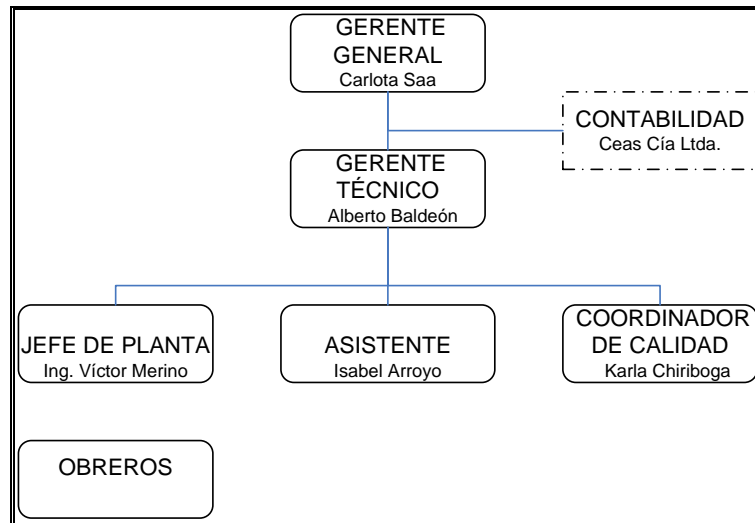 GERENTE
GENERAL
Carlota Saa
CONTABILIDAD
Ceas Cía Ltda.
GERENTE
TÉCNICO
Alberto Baldeón
JEFE DE PLANTA
Ing. Víctor Merino
ASISTENTE
Isabel Arroyo
COORDINADOR
DE CALIDAD
Karla Chiriboga
OBREROS